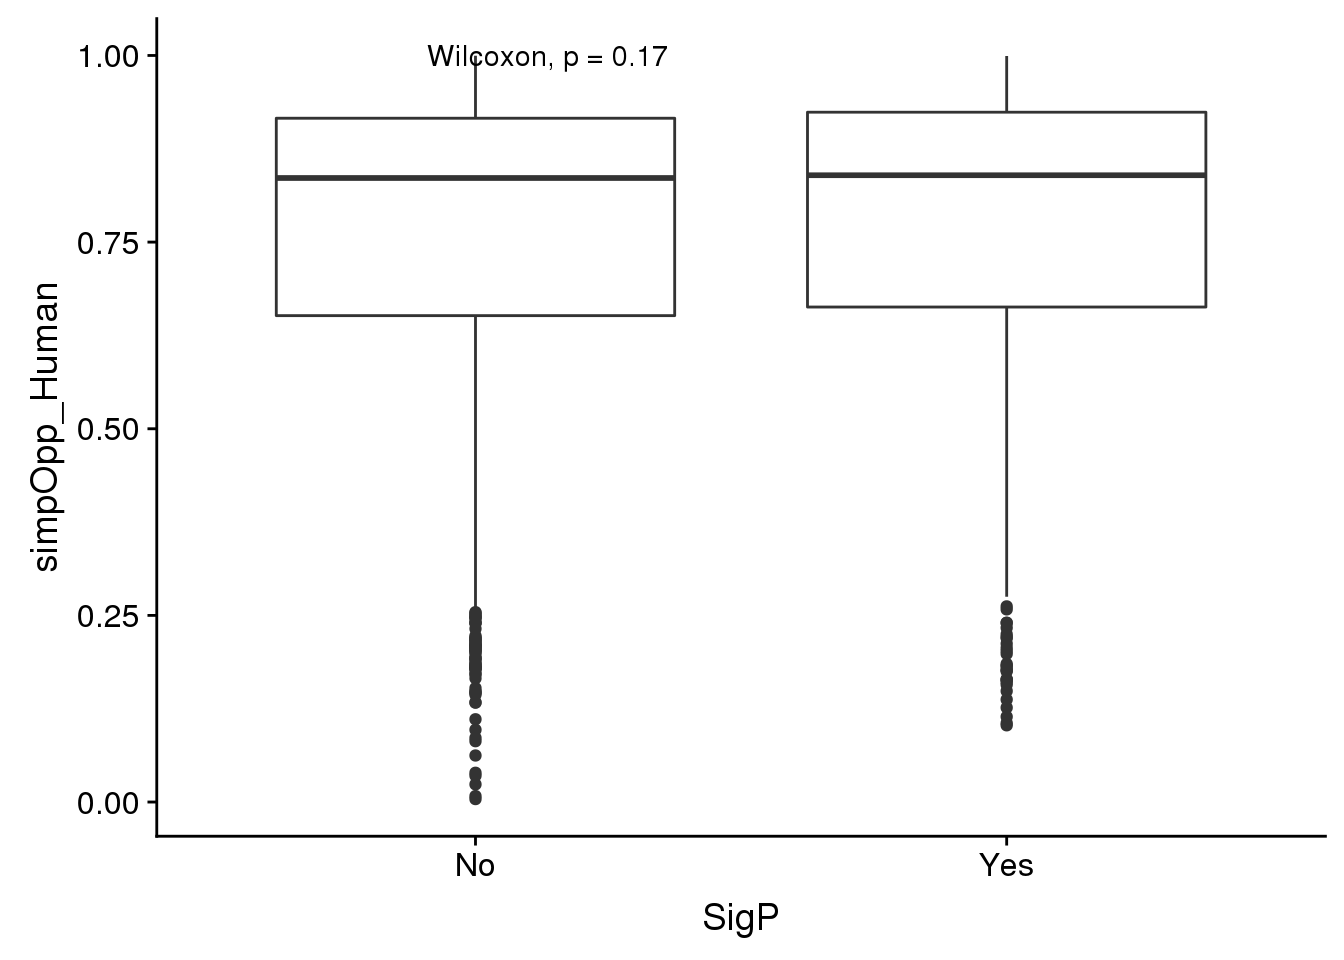 Wilcoxon, p = 0.17
1.00
0.75
0.50
0.25
0.00
simpOpp_Human
No
Yes
SigP